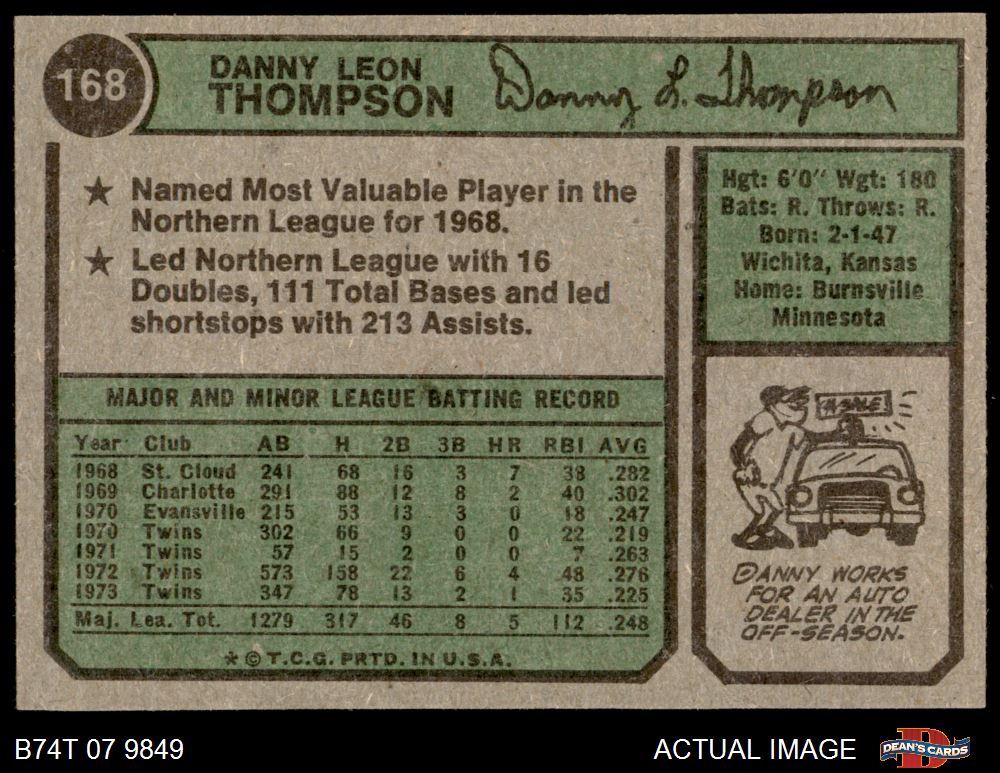 168
DANNY LEON
THOMPSON
Danny L. Thompson
★ Named Most Valuable Player in the
Northern League for 1968.
★ Led Northern League with 16
Doubles, 111 Total Bases and led
shortstops with 213 Assists.
Hgt: 6'0" Wgt: 180
Bats: R. Throws: R.
Born: 2-1-47
Wichita, Kansas
Home: Burnsville
Minnesota
MAJOR AND MINOR LEAGUE BATTING RECORD
Year Club AB H 2B 3B HR RBI AVG
1968 St. Cloud 241 68 16 3 7 38 .282
1969 Charlotte 291 88 12 8 2 40 .302
1970 Evansville 215 53 13 3 0 18 .247
1970 Twins 302 66 9 0 0 22 .219
1971 Twins 57 15 2 0 0 7 .263
1972 Twins 573 158 22 6 4 48 .276
1973 Twins 347 78 13 2 1 35 .225
Maj. Lea. Tot. 1279 317 46 8 5 112 .248
* © T.C.G. PRTD. IN U.S.A.
DANNY WORKS
FOR AN AUTO
DEALER IN THE
OFF-SEASON.
B74T 07 9849
ACTUAL IMAGE
DEAN'S CARDS